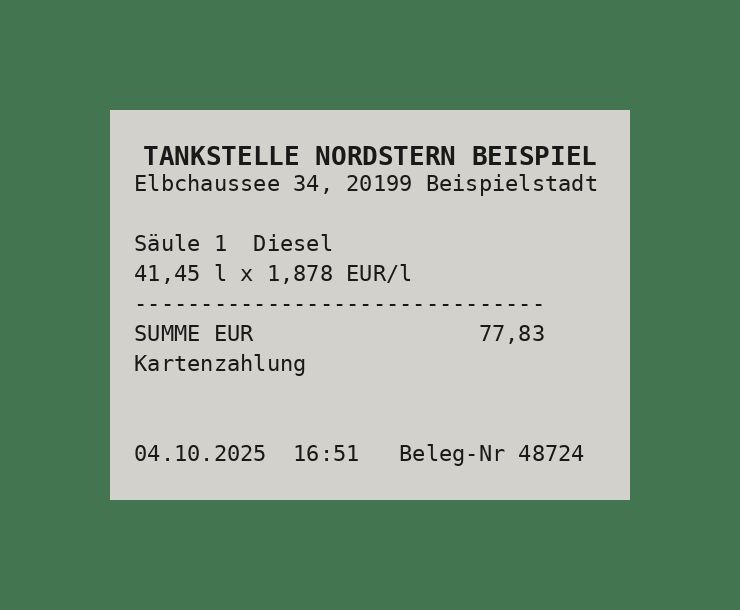 TANKSTELLE NORDSTERN BEISPIEL
Elbchaussee 34, 20199 Beispielstadt
Säule 1  Diesel
41,45 l x 1,878 EUR/l
-------------------------------
SUMME EUR                 77,83
Kartenzahlung
04.10.2025  16:51   Beleg-Nr 48724